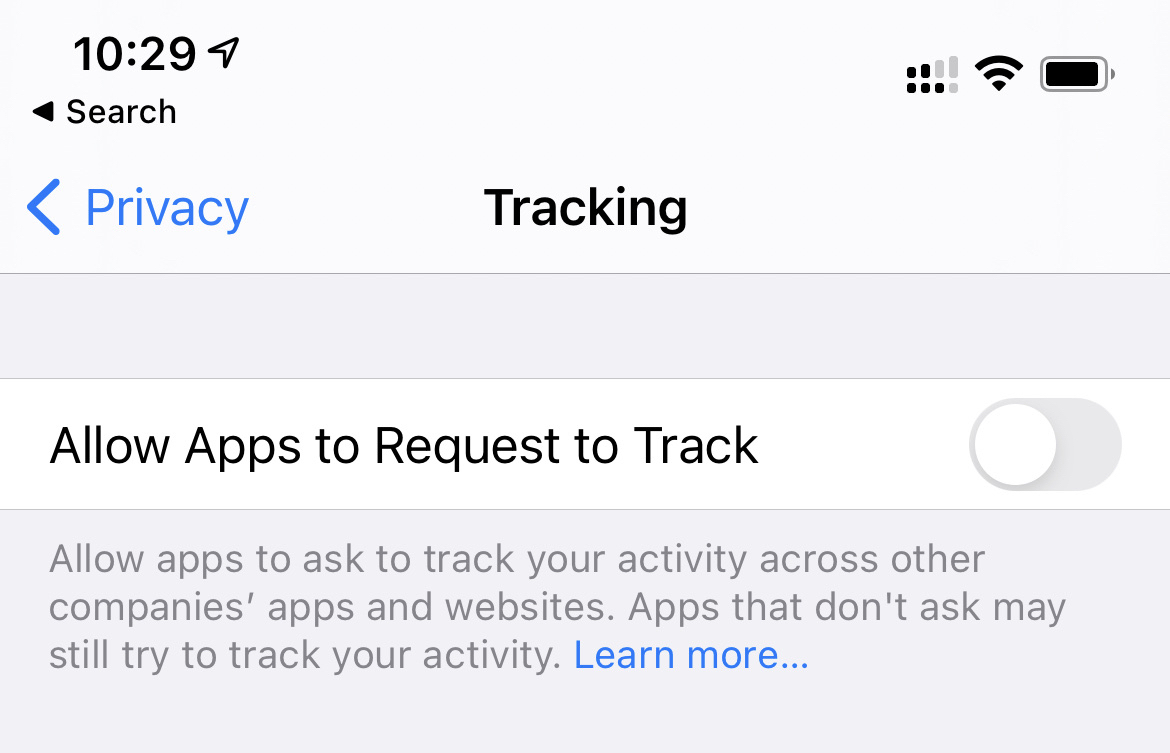 10:29
Search
Privacy
Tracking
Allow Apps to Request to Track
Allow apps to ask to track your activity across other
companies’ apps and websites. Apps that don't ask may
still try to track your activity. Learn more...